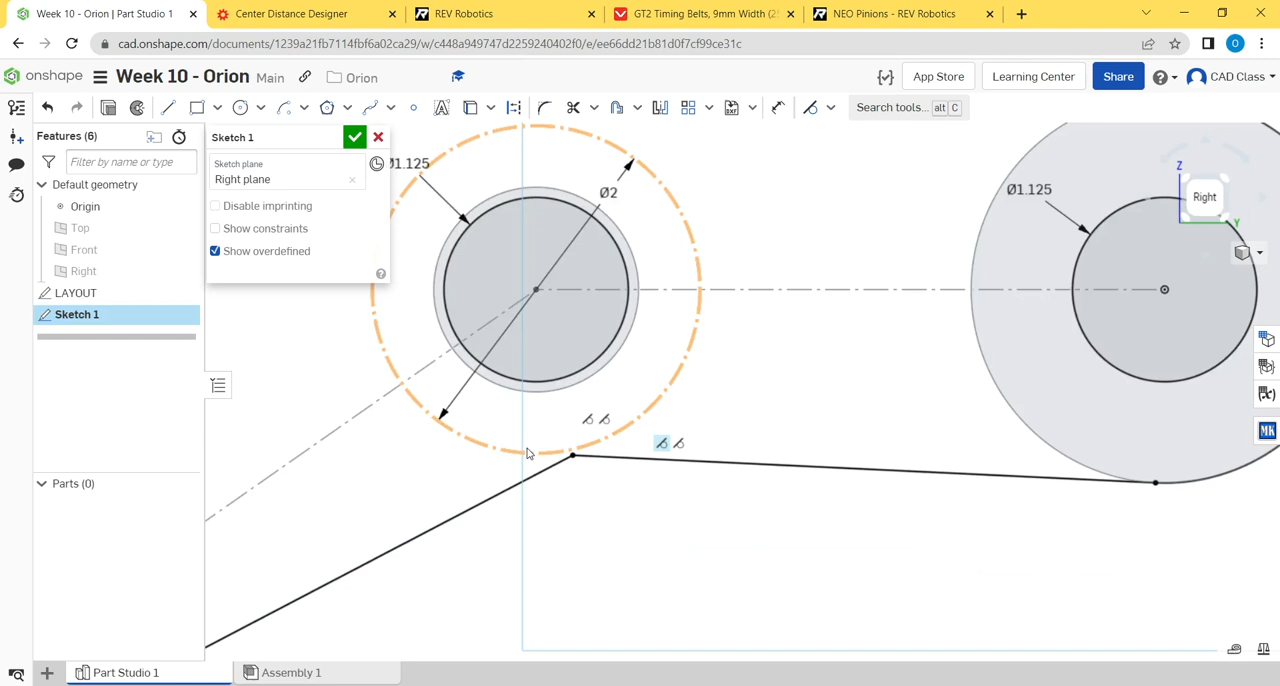 Week 10 - Orion | Part Studio 1
Center Distance Designer
REV Robotics
GT2 Timing Belts, 9mm Width (2
NEO Pinions - REV Robotics
cad.onshape.com/documents/1239a21fb7114fbf6a02ca29/w/c448a949747d2259240402f0/e/ee66dd21b81d0f7cf99ce31c
onshape Week 10 - Orion Main Orion App Store Learning Center Share CAD Class
Search tools... alt C
Features (6)
Filter by name or type
Default geometry
Origin
Top
Front
Right
LAYOUT
Sketch 1
Parts (0)
Sketch 1
Sketch plane
Right plane
Disable imprinting
Show constraints
Show overdefined
Ø1.125
Ø2
Ø1.125
Z
Right
Y
MK
Part Studio 1
Assembly 1